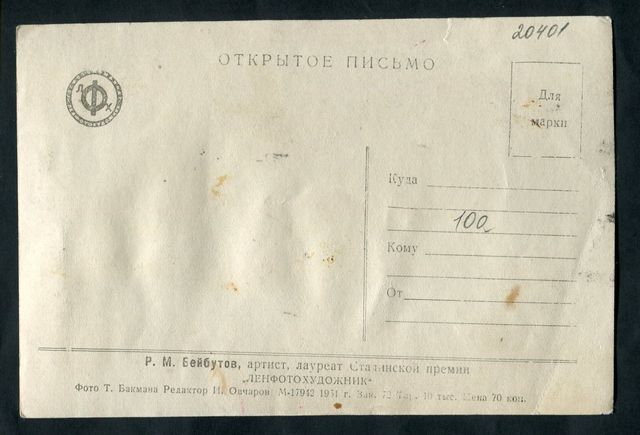 20401
ОТКРЫТОЕ ПИСЬМО
Л Ф Х
Для
марки
Куда
100
Кому
От
Р. М. Бейбутов, артист, лауреат Сталинской премии
„ЛЕНФОТОХУДОЖНИК"
Фото Т. Бакмана Редактор И. Овчаров М-17942 1951 г. Зак. 72 Тир. 10 тыс. Цена 70 коп.